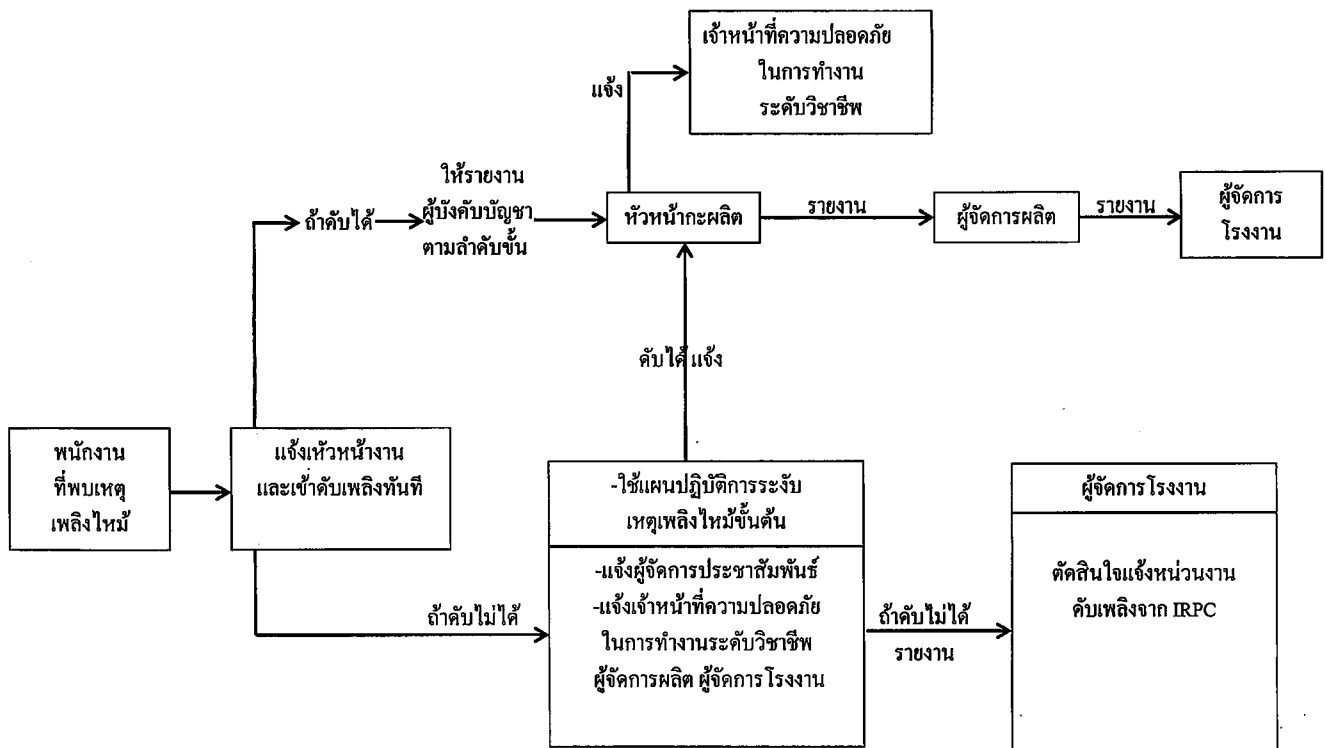 เจ้าหน้าที่ความปลอดภัย
ในการทำงาน
ระดับวิชาชีพ
แจ้ง
ถ้าดับได้
ให้รายงาน
ผู้บังคับบัญชา
ตามลำดับขั้น
หัวหน้ากะผลิต
รายงาน
ผู้จัดการผลิต
รายงาน
ผู้จัดการ
โรงงาน
ดับได้ แจ้ง
พนักงาน
ที่พบเหตุ
เพลิงไหม้
แจ้งหัวหน้างาน
และเข้าดับเพลิงทันที
ถ้าดับไม่ได้
-ใช้แผนปฏิบัติการระงับ
เหตุเพลิงไหม้ขั้นต้น
-แจ้งผู้จัดการประชาสัมพันธ์
-แจ้งเจ้าหน้าที่ความปลอดภัย
ในการทำงานระดับวิชาชีพ
ผู้จัดการผลิต ผู้จัดการโรงงาน
ถ้าดับไม่ได้
รายงาน
ผู้จัดการโรงงาน
ตัดสินใจแจ้งหน่วนงาน
ดับเพลิงจาก IRPC